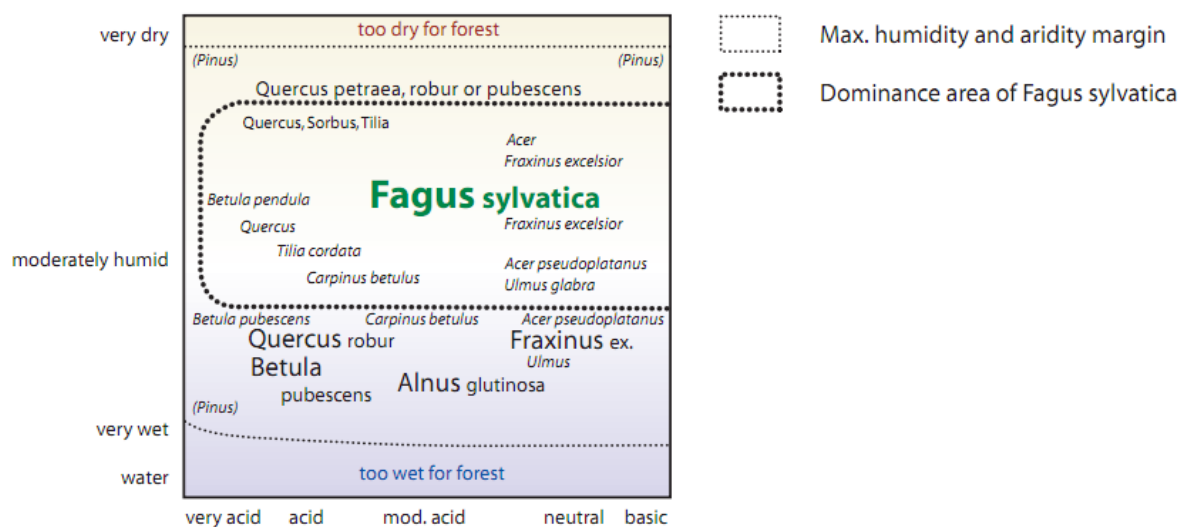 very dry
too dry for forest
(Pinus)
(Pinus)
Quercus petraea, robur or pubescens
Quercus, Sorbus, Tilia
Acer
Fraxinus excelsior
Fagus sylvatica
Betula pendula
Fraxinus excelsior
Quercus
Tilia cordata
moderately humid
Acer pseudoplatanus
Carpinus betulus
Ulmus glabra
Betula pubescens
Carpinus betulus
Acer pseudoplatanus
Quercus robur
Fraxinus ex.
Ulmus
Betula
pubescens
Alnus glutinosa
(Pinus)
very wet
water
too wet for forest
very acid
acid
mod. acid
neutral
basic
Max. humidity and aridity margin
Dominance area of Fagus sylvatica